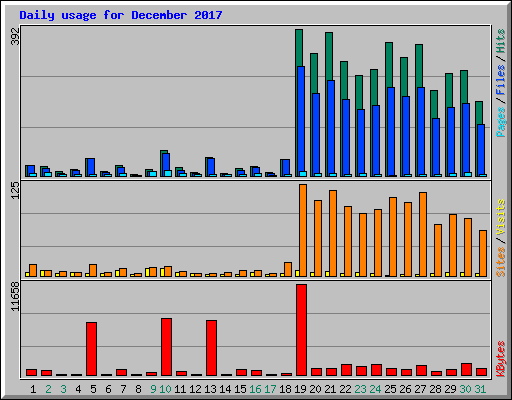 Daily usage for December 2017
392
Pages / Files / Hits
125
Sites / Visits
11658
KBytes
1 2 3 4 5 6 7 8 9 10 11 12 13 14 15 16 17 18 19 20 21 22 23 24 25 26 27 28 29 30 31